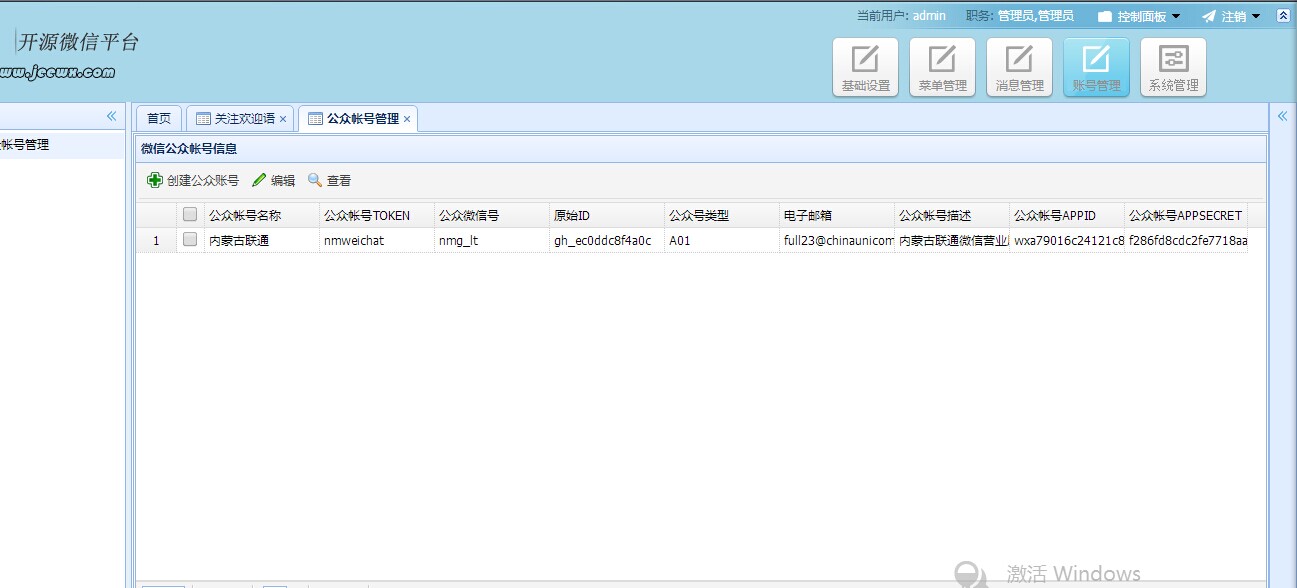 当前用户: admin 职务: 管理员,管理员 控制面板 注销
开源微信平台
www.jeewx.com
基础设置 菜单管理 消息管理 账号管理 系统管理
首页 关注欢迎语 公众帐号管理
帐号管理
微信公众帐号信息
创建公众账号 编辑 查看
公众帐号名称 公众帐号TOKEN 公众微信号 原始ID 公众号类型 电子邮箱 公众帐号描述 公众帐号APPID 公众帐号APPSECRET
1 内蒙古联通 nmweichat nmg_lt gh_ec0ddc8f4a0c A01 full23@chinaunicom 内蒙古联通微信营业 wxa79016c24121c8 f286fd8cdc2fe7718aa
激活 Windows